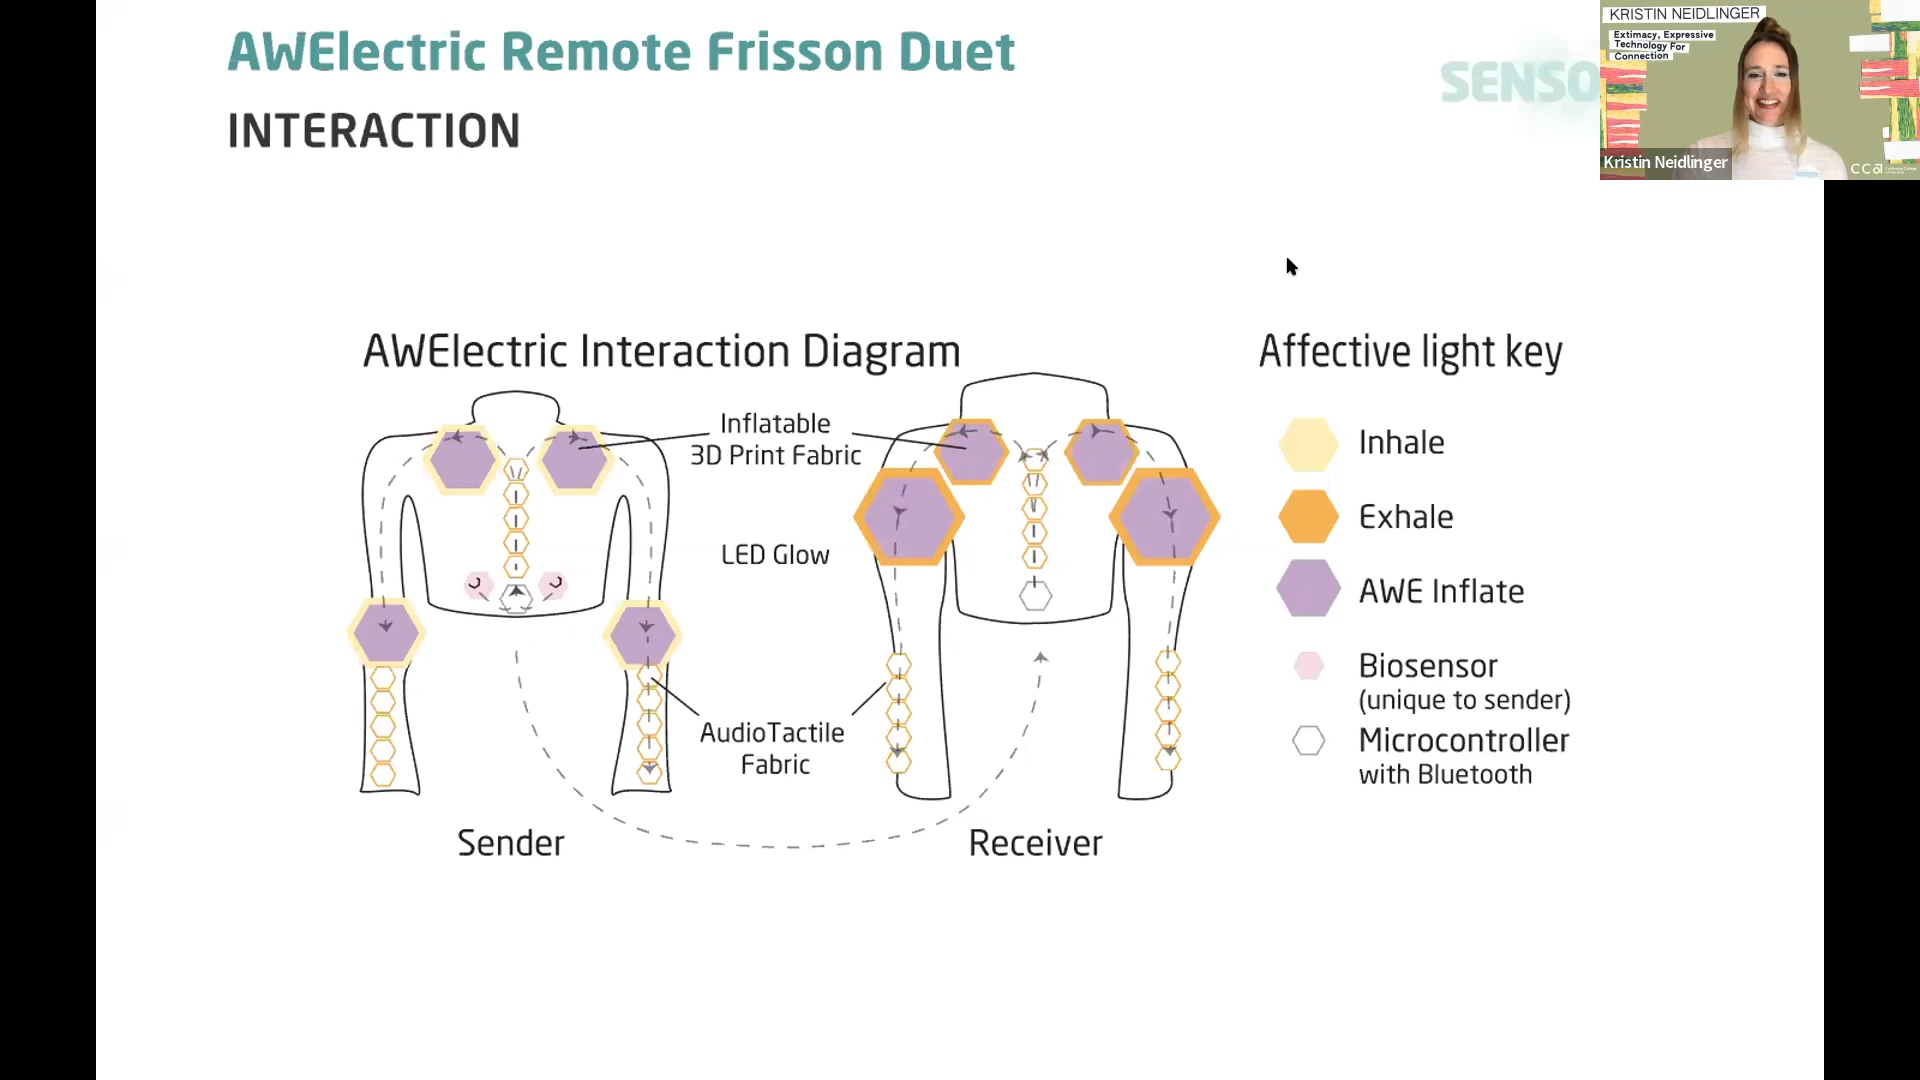 AWElectric Remote Frisson Duet
INTERACTION
SENSO
KRISTIN NEIDLINGER
Extimacy, Expressive
Technology For
Connection
Kristin Neidlinger
CCA
AWElectric Interaction Diagram
Affective light key
Inflatable
3D Print Fabric
LED Glow
AudioTactile
Fabric
Sender
Receiver
Inhale
Exhale
AWE Inflate
Biosensor
(unique to sender)
Microcontroller
with Bluetooth